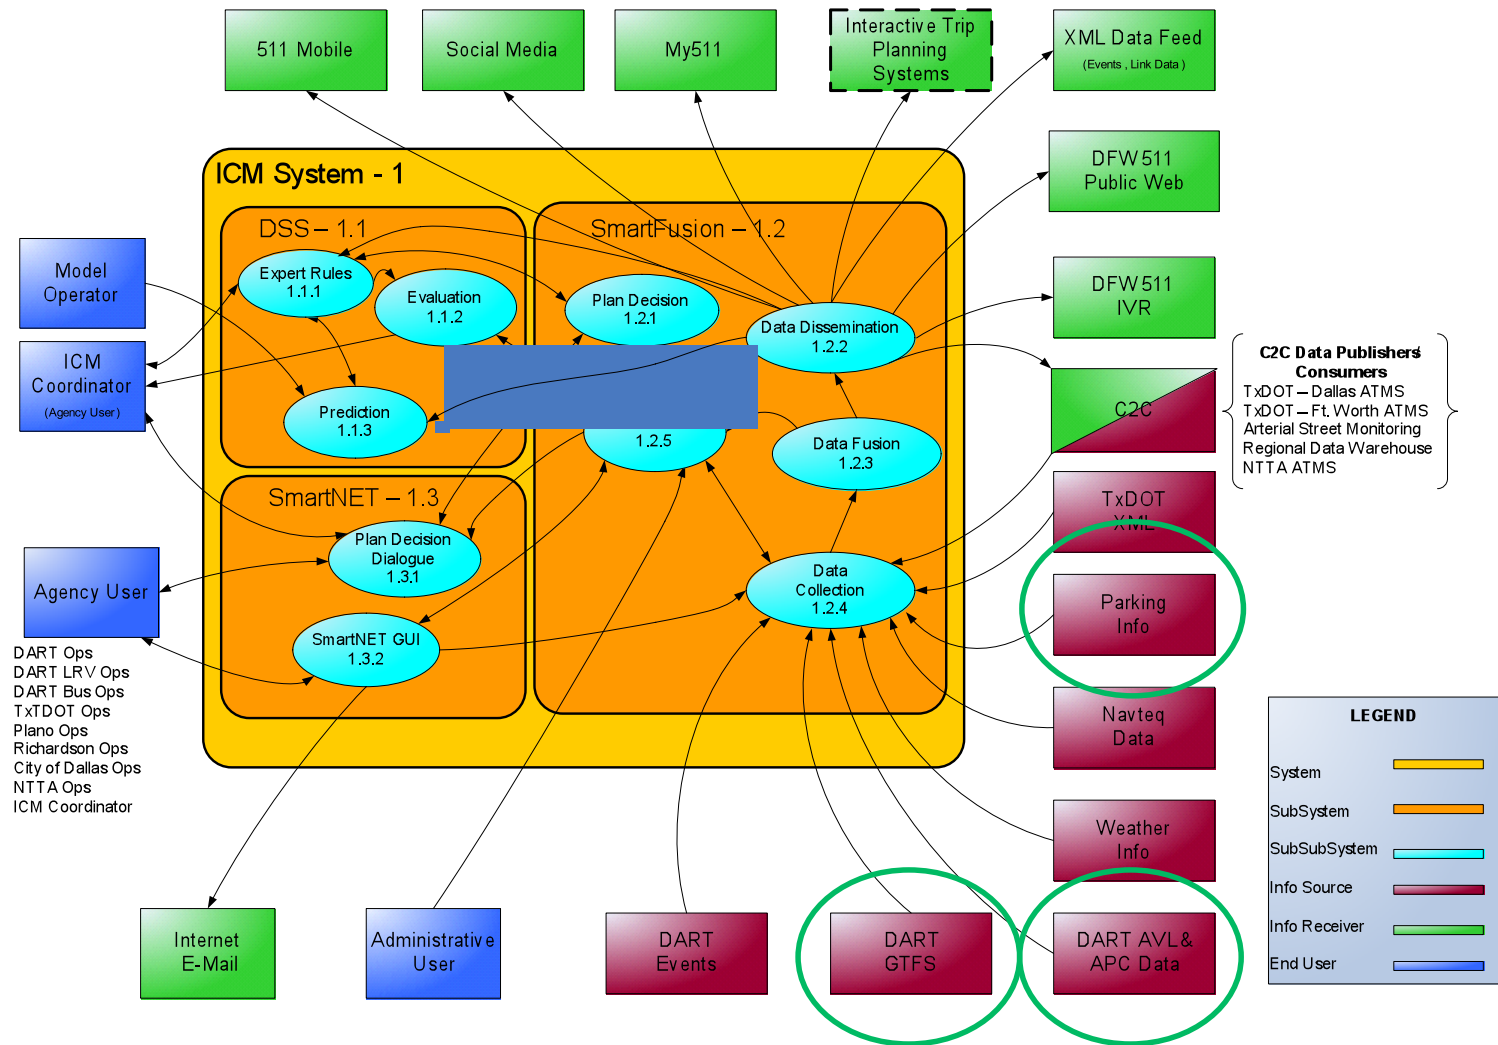 511 Mobile
Social Media
My511
Interactive Trip
Planning
Systems
XML Data Feed
(Events , Link Data )
DFW511
Public Web
DFW511
IVR
ICM System - 1
DSS – 1.1
Expert Rules
1.1.1
Evaluation
1.1.2
Prediction
1.1.3
SmartFusion – 1.2
Plan Decision
1.2.1
Data Dissemination
1.2.2
Data Fusion
1.2.3
1.2.5
Data
Collection
1.2.4
SmartNET – 1.3
Plan Decision
Dialogue
1.3.1
SmartNET GUI
1.3.2
Model
Operator
ICM
Coordinator
(Agency User )
Agency User
DART Ops
DART LRV Ops
DART Bus Ops
TxTDOT Ops
Plano Ops
Richardson Ops
City of Dallas Ops
NTTA Ops
ICM Coordinator
C2C
C2C Data Publishers/
Consumers
TxDOT – Dallas ATMS
TxDOT – Ft. Worth ATMS
Arterial Street Monitoring
Regional Data Warehouse
NTTA ATMS
TxDOT
XML
Parking
Info
Navteq
Data
Weather
Info
Internet
E-Mail
Administrative
User
DART
Events
DART
GTFS
DART AVL &
APC Data
LEGEND
System
SubSystem
SubSubSystem
Info Source
Info Receiver
End User